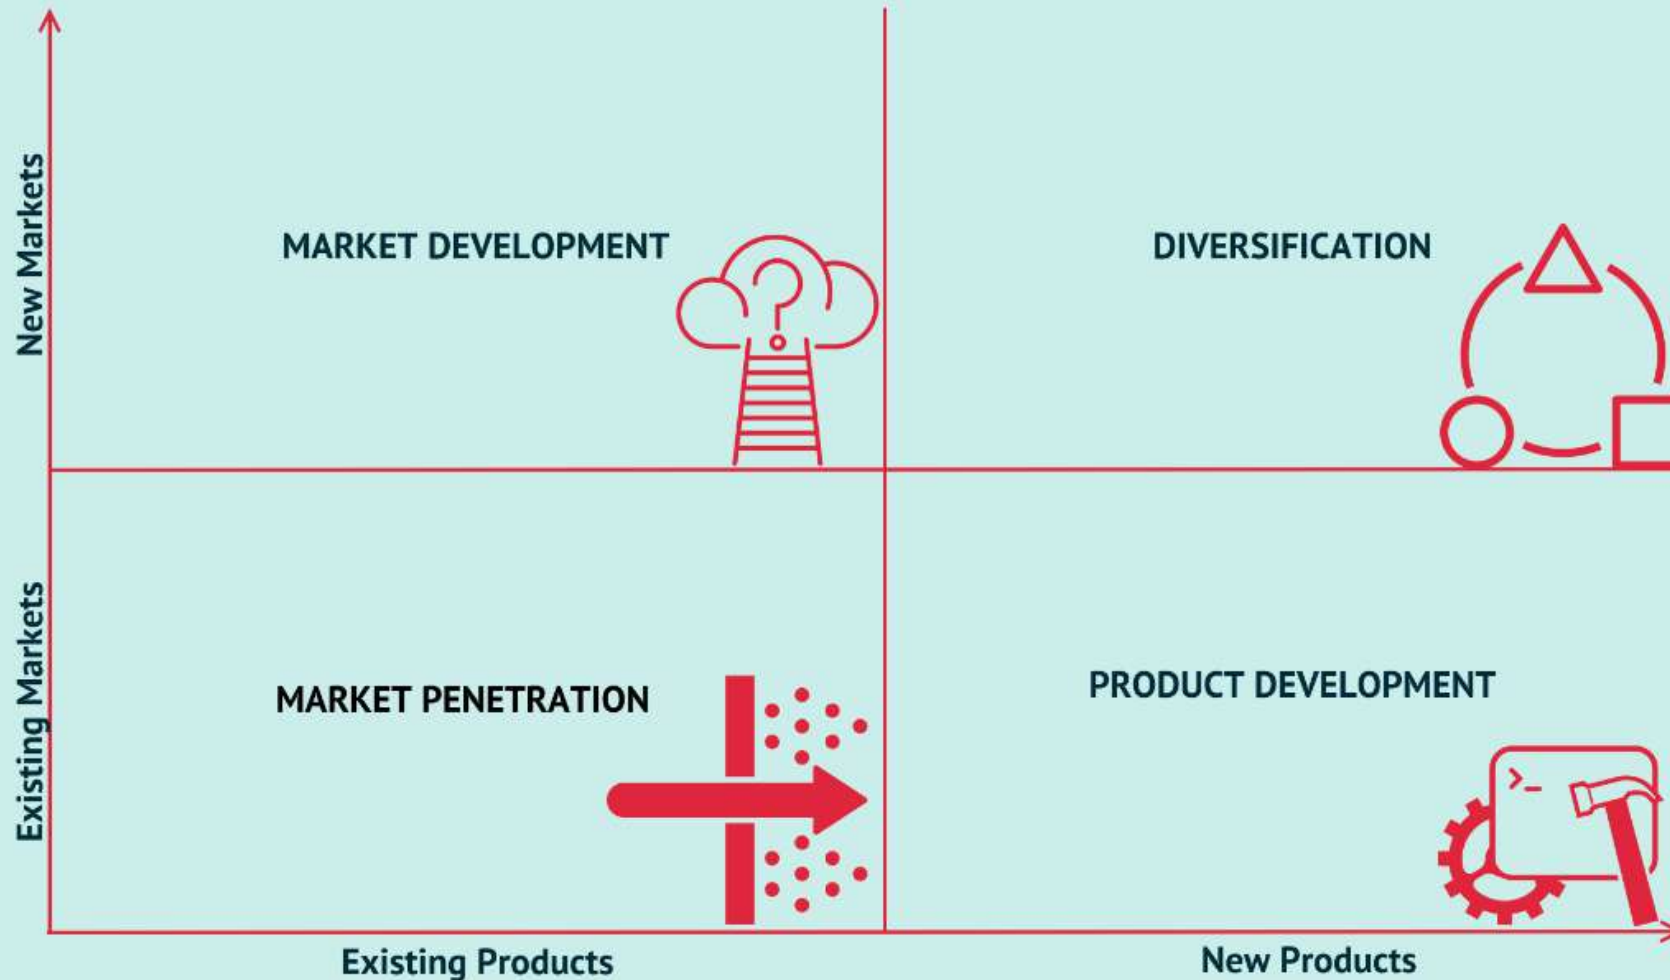 New Markets
MARKET DEVELOPMENT
DIVERSIFICATION
Existing Markets
MARKET PENETRATION
PRODUCT DEVELOPMENT
>_
Existing Products
New Products